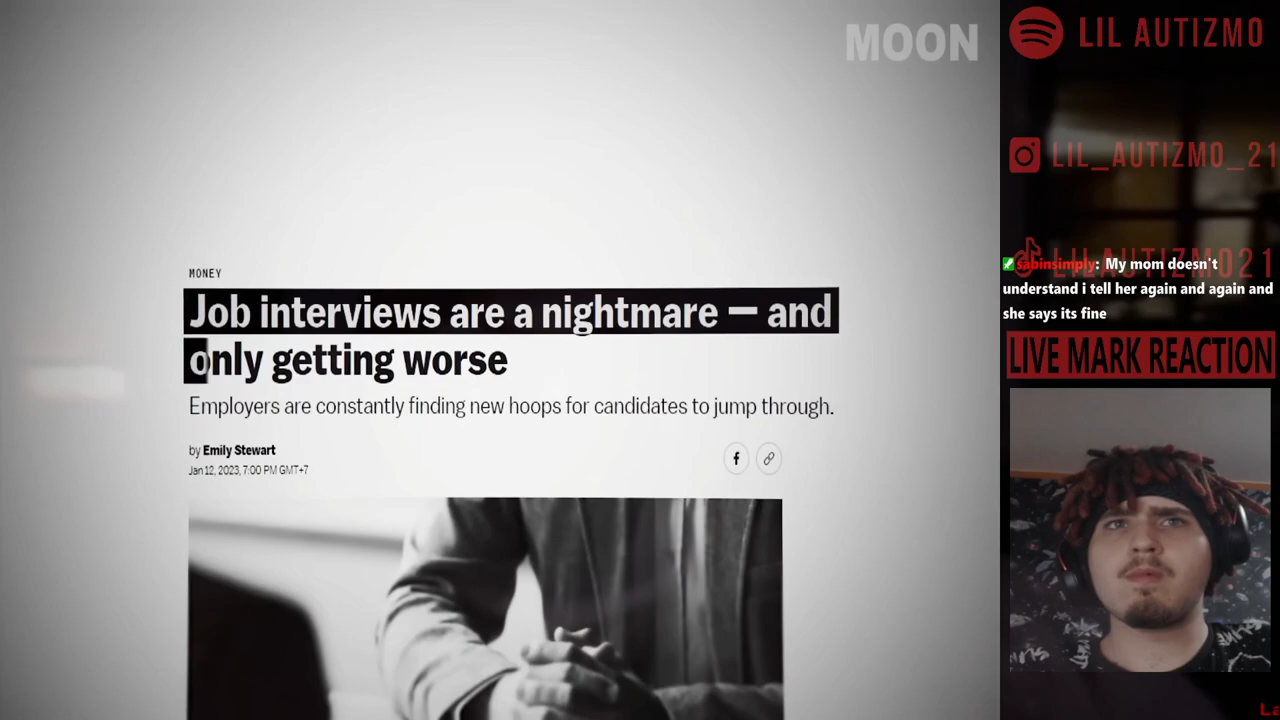 MOON
MONEY
Job interviews are a nightmare — and
only getting worse
Employers are constantly finding new hoops for candidates to jump through.
by Emily Stewart
Jan 12, 2023, 7:00 PM GMT+7
LIL AUTIZMO
LIL_AUTIZMO_21
LILAUTIZMO21
sabinsimply: My mom doesn't
understand i tell her again and again and
she says its fine
LIVE MARK REACTION